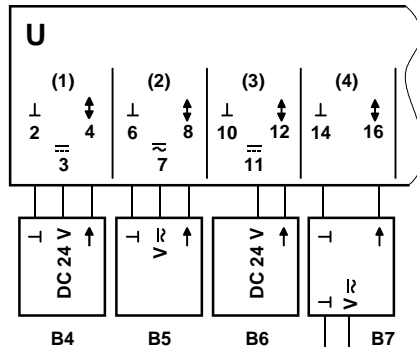 U
(1) (2) (3) (4)
⊥ ⊥ ⊥ ⊥
2 4 6 8 10 12 14 16
3 7 11
DC 24 V
V
DC 24 V
V
B4 B5 B6 B7